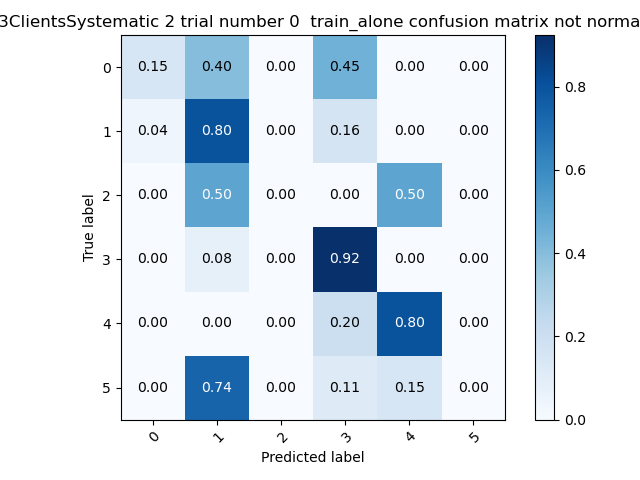 3ClientsSystematic 2 trial number 0 train_alone confusion matrix not norma
0 0.15 0.40 0.00 0.45 0.00 0.00
1 0.04 0.80 0.00 0.16 0.00 0.00
2 0.00 0.50 0.00 0.00 0.50 0.00
3 0.00 0.08 0.00 0.92 0.00 0.00
4 0.00 0.00 0.00 0.20 0.80 0.00
5 0.00 0.74 0.00 0.11 0.15 0.00
0 1 2 3 4 5
True label
Predicted label
0.8
0.6
0.4
0.2
0.0